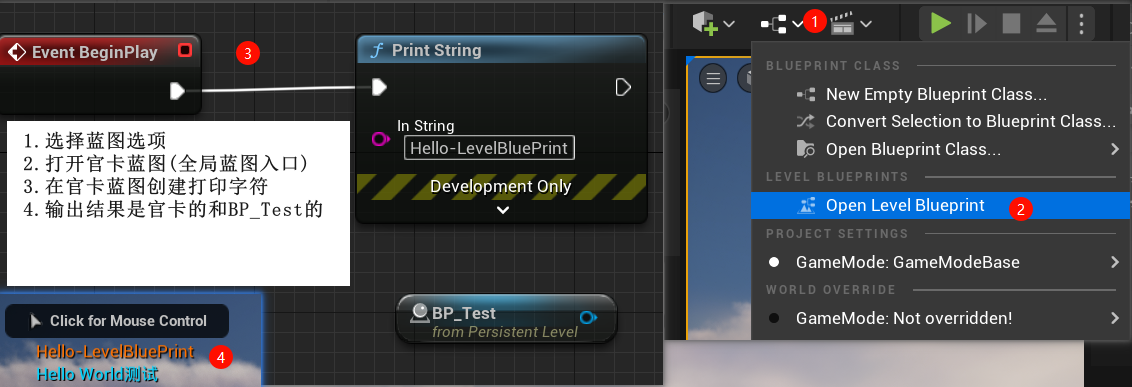 Event BeginPlay
3
Print String
In String
Hello-LevelBluePrint
Development Only
1.选择蓝图选项
2.打开官卡蓝图(全局蓝图入口)
3.在官卡蓝图创建打印字符
4.输出结果是官卡的和BP_Test的
BP_Test
from Persistent Level
Click for Mouse Control
Hello-LevelBluePrint
4
Hello World测试
1
BLUEPRINT CLASS
New Empty Blueprint Class...
Convert Selection to Blueprint Class...
Open Blueprint Class...
LEVEL BLUEPRINTS
Open Level Blueprint
2
PROJECT SETTINGS
GameMode: GameModeBase
WORLD OVERRIDE
GameMode: Not overridden!